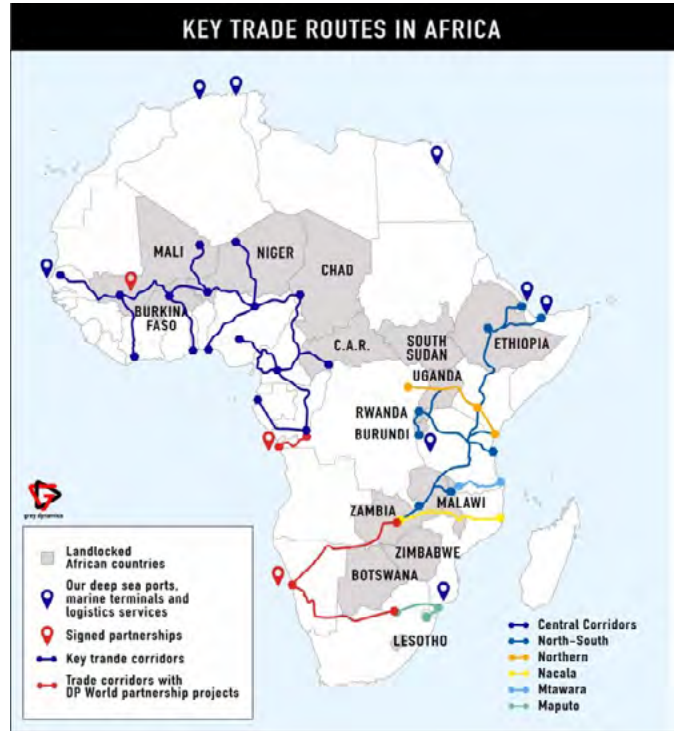 KEY TRADE ROUTES IN AFRICA
MALI
NIGER
CHAD
BURKINA
FASO
C.A.R.
SOUTH
SUDAN
ETHIOPIA
UGANDA
RWANDA
BURUNDI
MALAWI
ZAMBIA
ZIMBABWE
BOTSWANA
LESOTHO
grey dynamics
Landlocked
African countries
Our deep sea ports,
marine terminals and
logistics services
Signed partnerships
Key trande corridors
Trade corridors with
DP World partnership projects
Central Corridors
North-South
Northern
Nacala
Mtawara
Maputo